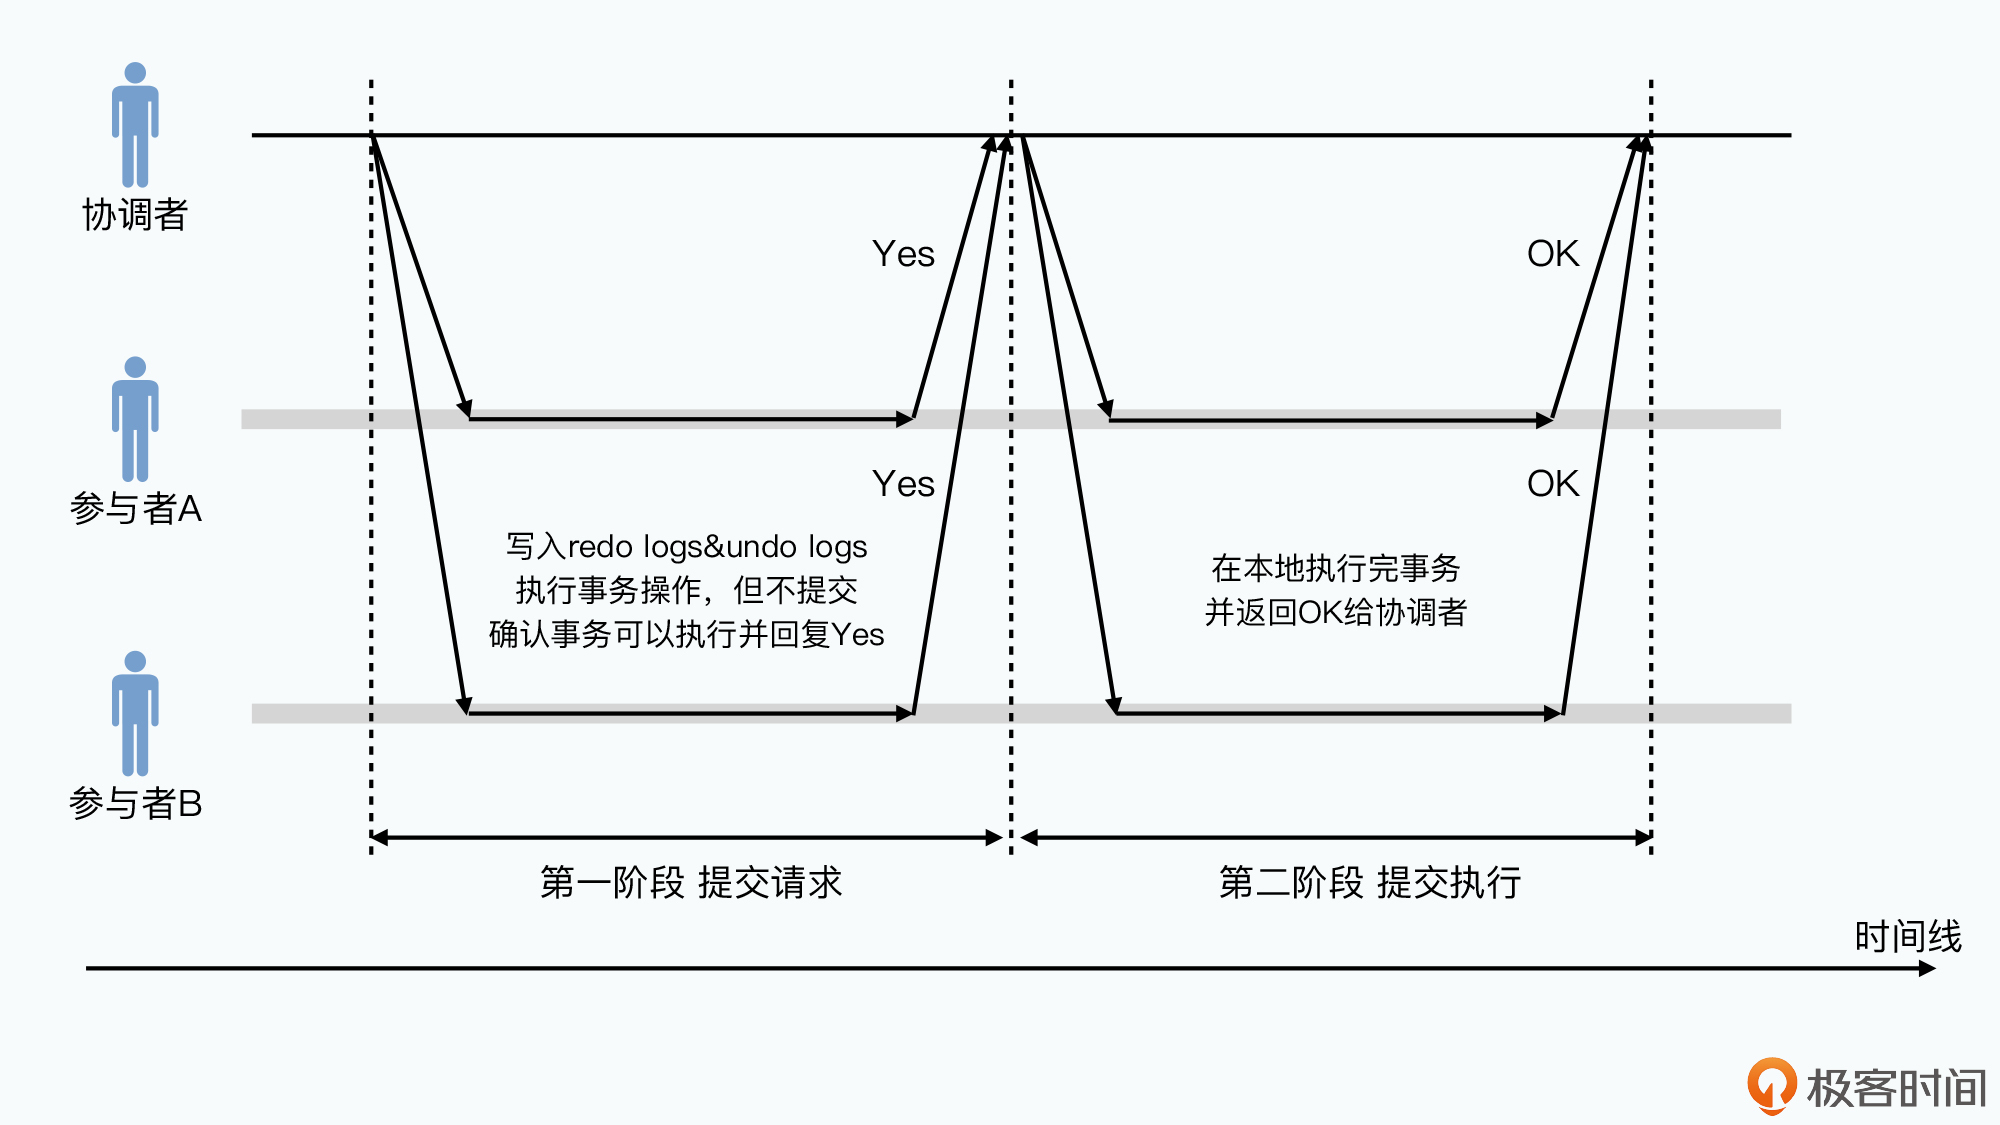 协调者
Yes
OK
参与者A
Yes
OK
写入redo logs&undo logs
执行事务操作，但不提交
确认事务可以执行并回复Yes
在本地执行完事务
并返回OK给协调者
参与者B
第一阶段 提交请求
第二阶段 提交执行
时间线
极客时间